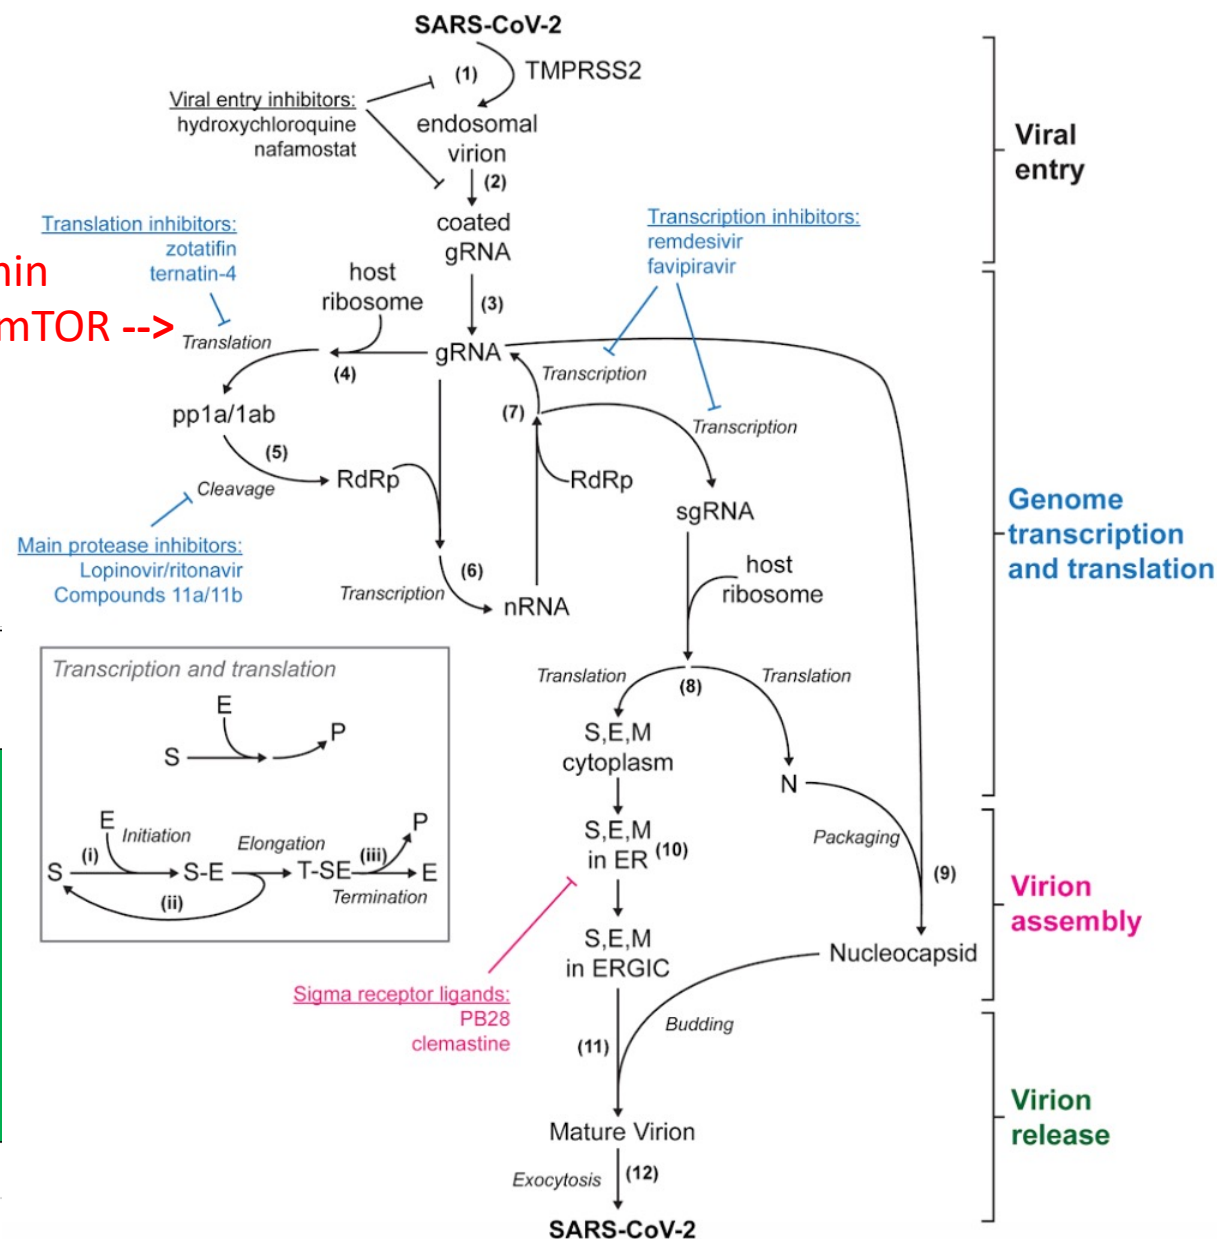 SARS-CoV-2
(1)
TMPRSS2
Viral entry inhibitors:
hydroxychloroquine
nafamostat
endosomal
virion
(2)
coated
gRNA
Viral
entry
Translation inhibitors:
zotatifin
ternatin-4
Transcription inhibitors:
remdesivir
favipiravir
mTOR -->
host
ribosome
(3)
Translation
gRNA
(4)
Transcription
pp1a/1ab
(7)
Transcription
(5)
RdRp
RdRp
Cleavage
sgRNA
Genome
transcription
and translation
Main protease inhibitors:
Lopinovir/ritonavir
Compounds 11a/11b
(6)
Transcription
nRNA
host
ribosome
Transcription and translation
E
S
P
E
Initiation
Elongation
P
S
(i)
S-E
T-SE
(iii)
E
(ii)
Termination
Translation
(8)
Translation
S,E,M
cytoplasm
N
S,E,M
in ER
(10)
Packaging
(9)
Virion
assembly
S,E,M
in ERGIC
Nucleocapsid
Sigma receptor ligands:
PB28
clemastine
Budding
(11)
Virion
release
Mature Virion
Exocytosis
(12)
SARS-CoV-2